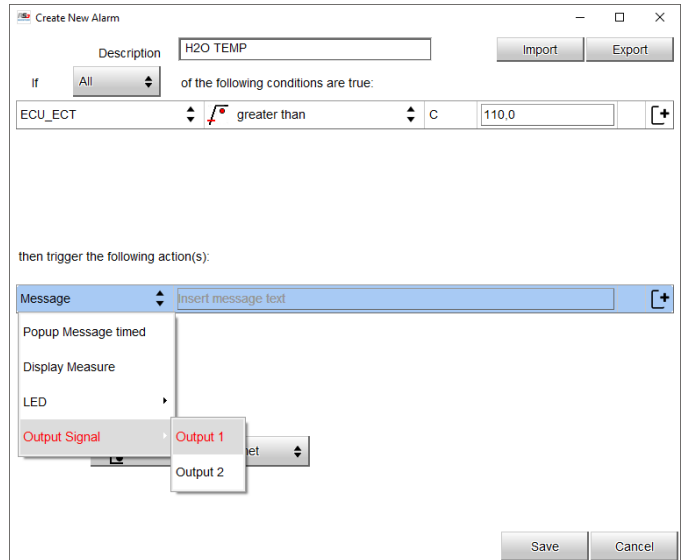 Create New Alarm
Description H2O TEMP Import Export
If All of the following conditions are true:
ECU_ECT greater than C 110,0
then trigger the following action(s):
Message Insert message text
Popup Message timed
Display Measure
LED
Output Signal Output 1
Output 2
Save Cancel